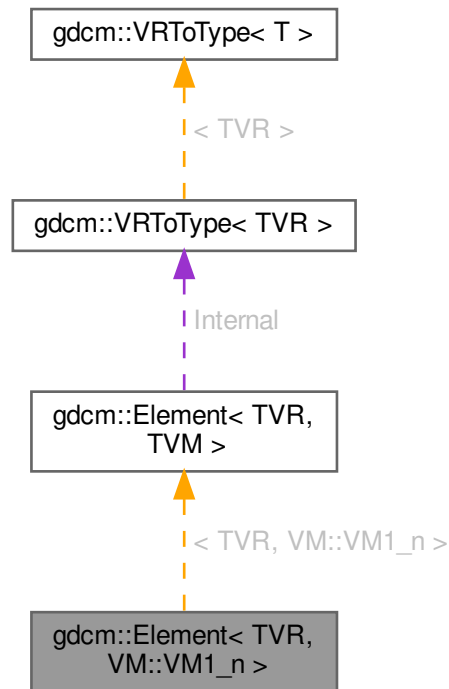 gdcm::VRToType< T >
< TVR >
gdcm::VRToType< TVR >
Internal
gdcm::Element< TVR,
TVM >
< TVR, VM::VM1_n >
gdcm::Element< TVR,
VM::VM1_n >